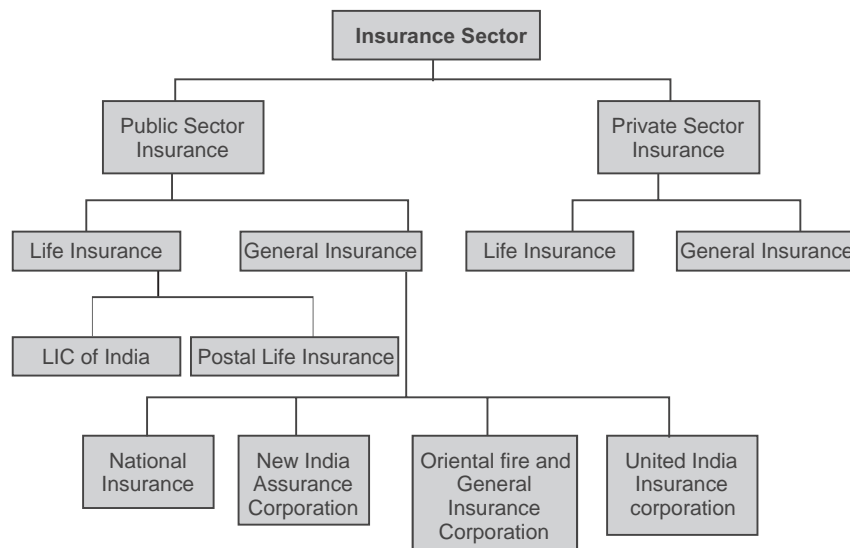 Insurance Sector
Public Sector
Insurance
Private Sector
Insurance
Life Insurance
General Insurance
Life Insurance
General Insurance
LIC of India
Postal Life Insurance
National
Insurance
New India
Assurance
Corporation
Oriental fire and
General
Insurance
Corporation
United India
Insurance
corporation